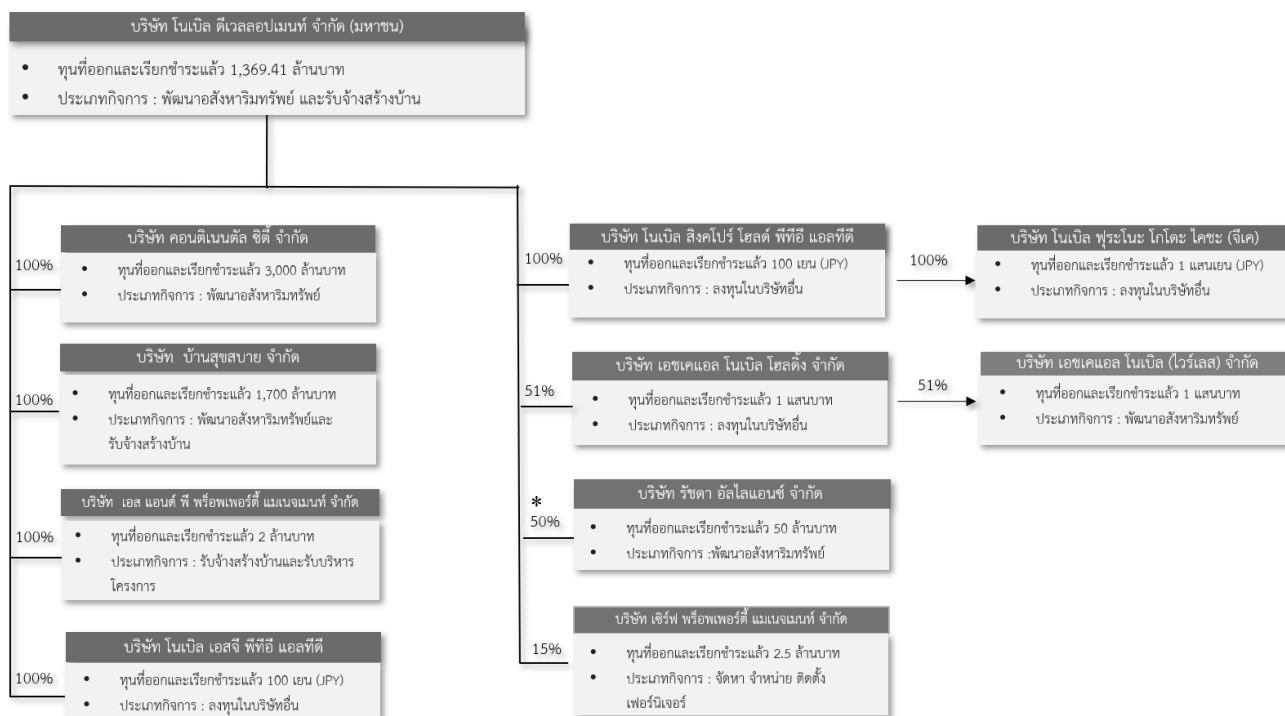 บริษัท โนเบิล ดีเวลลอปเมนท์ จำกัด (มหาชน)
• ทุนที่ออกและเรียกชำระแล้ว 1,369.41 ล้านบาท
• ประเภทกิจการ : พัฒนาอสังหาริมทรัพย์ และรับจ้างสร้างบ้าน
100%
บริษัท คอนติเนนตัล ซิตี้ จำกัด
• ทุนที่ออกและเรียกชำระแล้ว 3,000 ล้านบาท
• ประเภทกิจการ : พัฒนาอสังหาริมทรัพย์
100%
บริษัท บ้านสุขสบาย จำกัด
• ทุนที่ออกและเรียกชำระแล้ว 1,700 ล้านบาท
• ประเภทกิจการ : พัฒนาอสังหาริมทรัพย์และ
รับจ้างสร้างบ้าน
100%
บริษัท เอส แอนด์ พี พร็อพเพอร์ตี้ แมเนจเมนท์ จำกัด
• ทุนที่ออกและเรียกชำระแล้ว 2 ล้านบาท
• ประเภทกิจการ : รับจ้างสร้างบ้านและรับบริหาร
โครงการ
100%
บริษัท โนเบิล เอสจี พีทีอี แอลทีดี
• ทุนที่ออกและเรียกชำระแล้ว 100 เยน (JPY)
• ประเภทกิจการ : ลงทุนในบริษัทอื่น
100%
บริษัท โนเบิล สิงคโปร์ โฮลด์ พีทีอี แอลทีดี
• ทุนที่ออกและเรียกชำระแล้ว 100 เยน (JPY)
• ประเภทกิจการ : ลงทุนในบริษัทอื่น
100%
บริษัท โนเบิล ฟุระโนะ โกโดะ ไคชะ (จีเค)
• ทุนที่ออกและเรียกชำระแล้ว 1 แสนเยน (JPY)
• ประเภทกิจการ : ลงทุนในบริษัทอื่น
51%
บริษัท เอชเคแอล โนเบิล โฮลดิ้ง จำกัด
• ทุนที่ออกและเรียกชำระแล้ว 1 แสนบาท
• ประเภทกิจการ : ลงทุนในบริษัทอื่น
51%
บริษัท เอชเคแอล โนเบิล (ไวร์เลส) จำกัด
• ทุนที่ออกและเรียกชำระแล้ว 1 แสนบาท
• ประเภทกิจการ : พัฒนาอสังหาริมทรัพย์
*
50%
บริษัท รัชดา อัลไลแอนซ์ จำกัด
• ทุนที่ออกและเรียกชำระแล้ว 50 ล้านบาท
• ประเภทกิจการ :พัฒนาอสังหาริมทรัพย์
15%
บริษัท เซิร์ฟ พร็อพเพอร์ตี้ แมเนจเมนท์ จำกัด
• ทุนที่ออกและเรียกชำระแล้ว 2.5 ล้านบาท
• ประเภทกิจการ : จัดหา จำหน่าย ติดตั้ง
เฟอร์นิเจอร์